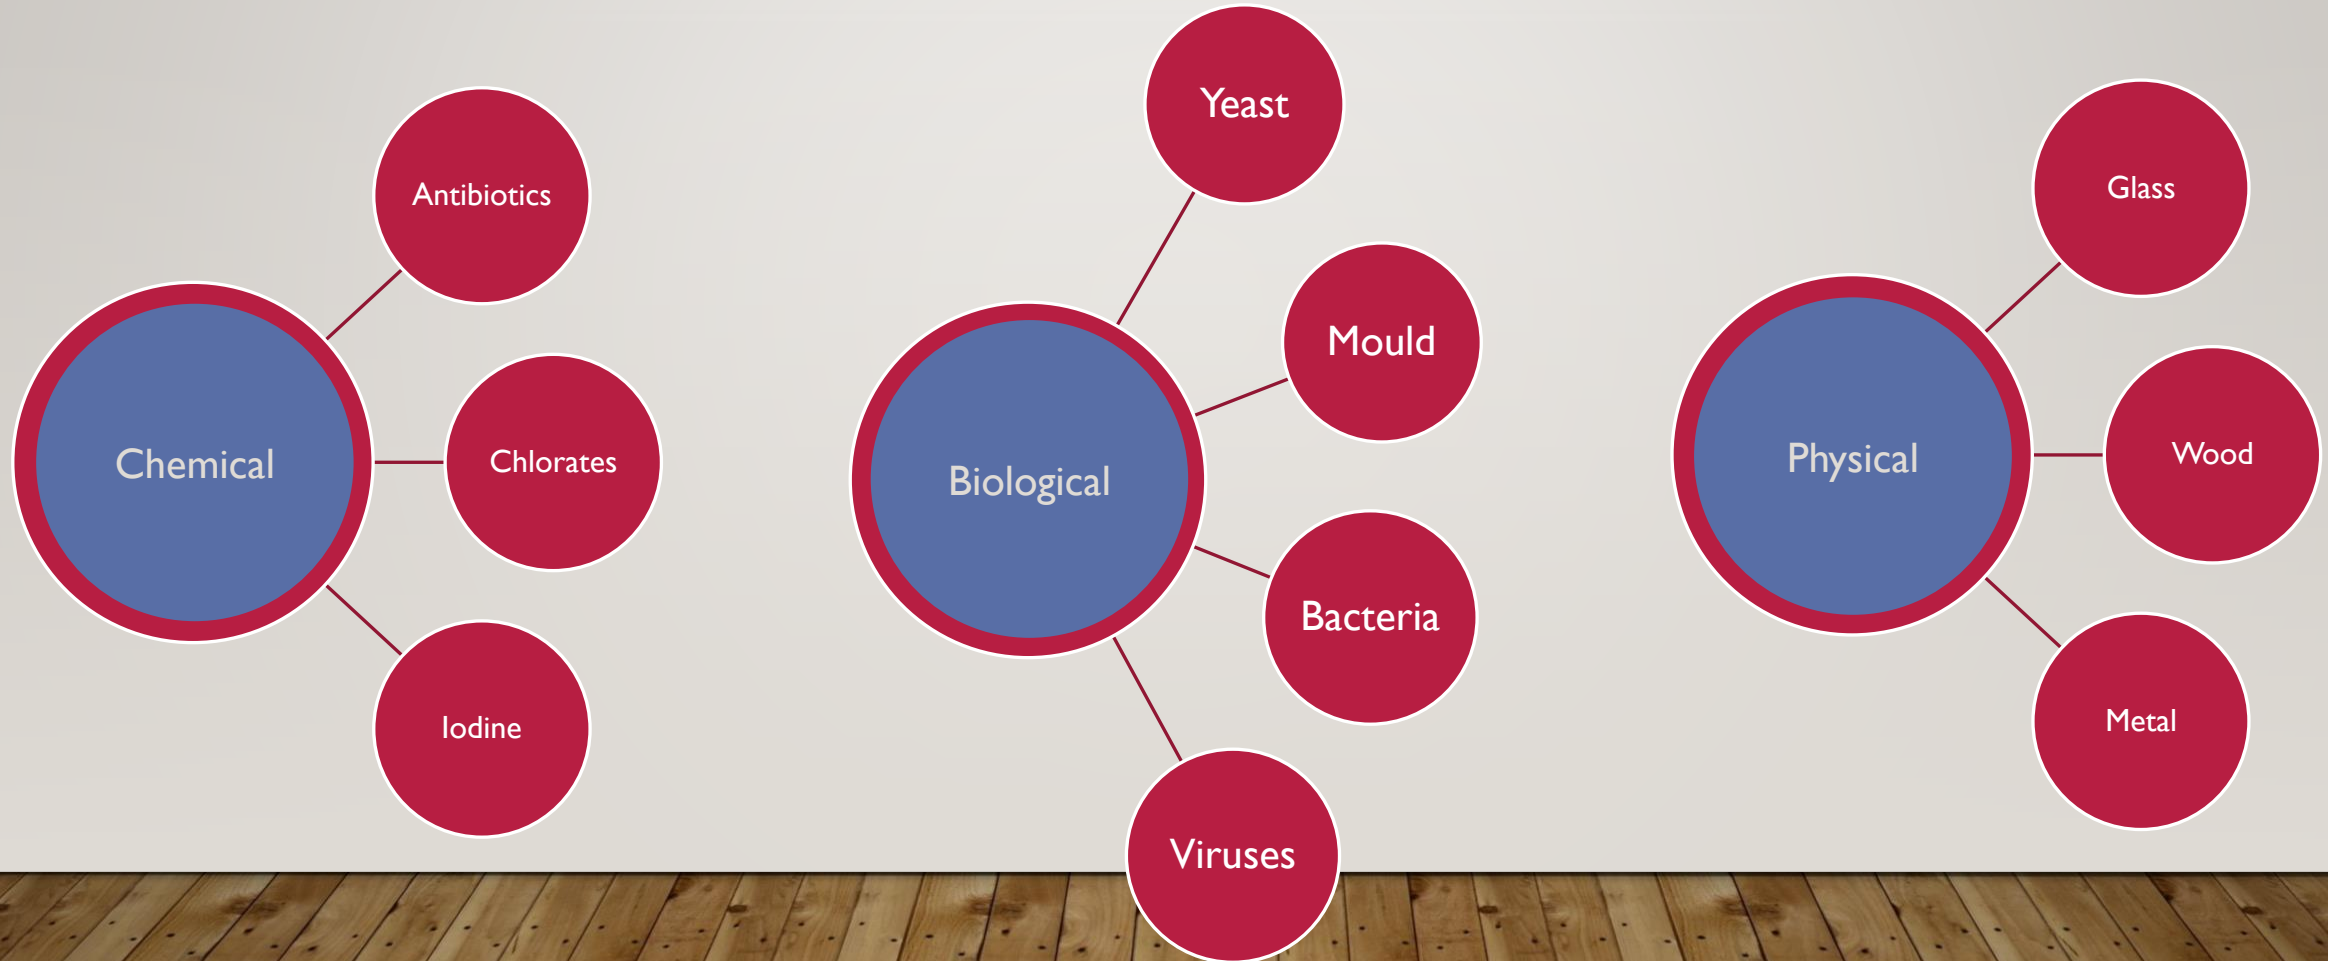 Chemical
Antibiotics
Chlorates
Iodine
Biological
Yeast
Mould
Bacteria
Viruses
Physical
Glass
Wood
Metal